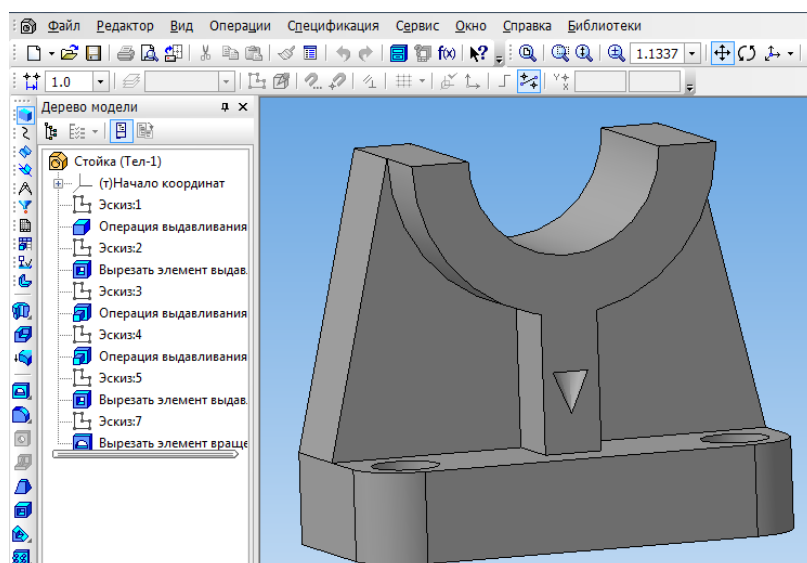 Файл Редактор Вид Операции Спецификация Сервис Окно Справка Библиотеки
f(x) 1.1337
1.0
Дерево модели
Стойка (Тел-1)
(т)Начало координат
Эскиз:1
Операция выдавливания
Эскиз:2
Вырезать элемент выдав.
Эскиз:3
Операция выдавливания
Эскиз:4
Операция выдавливания
Эскиз:5
Вырезать элемент выдав.
Эскиз:7
Вырезать элемент враще